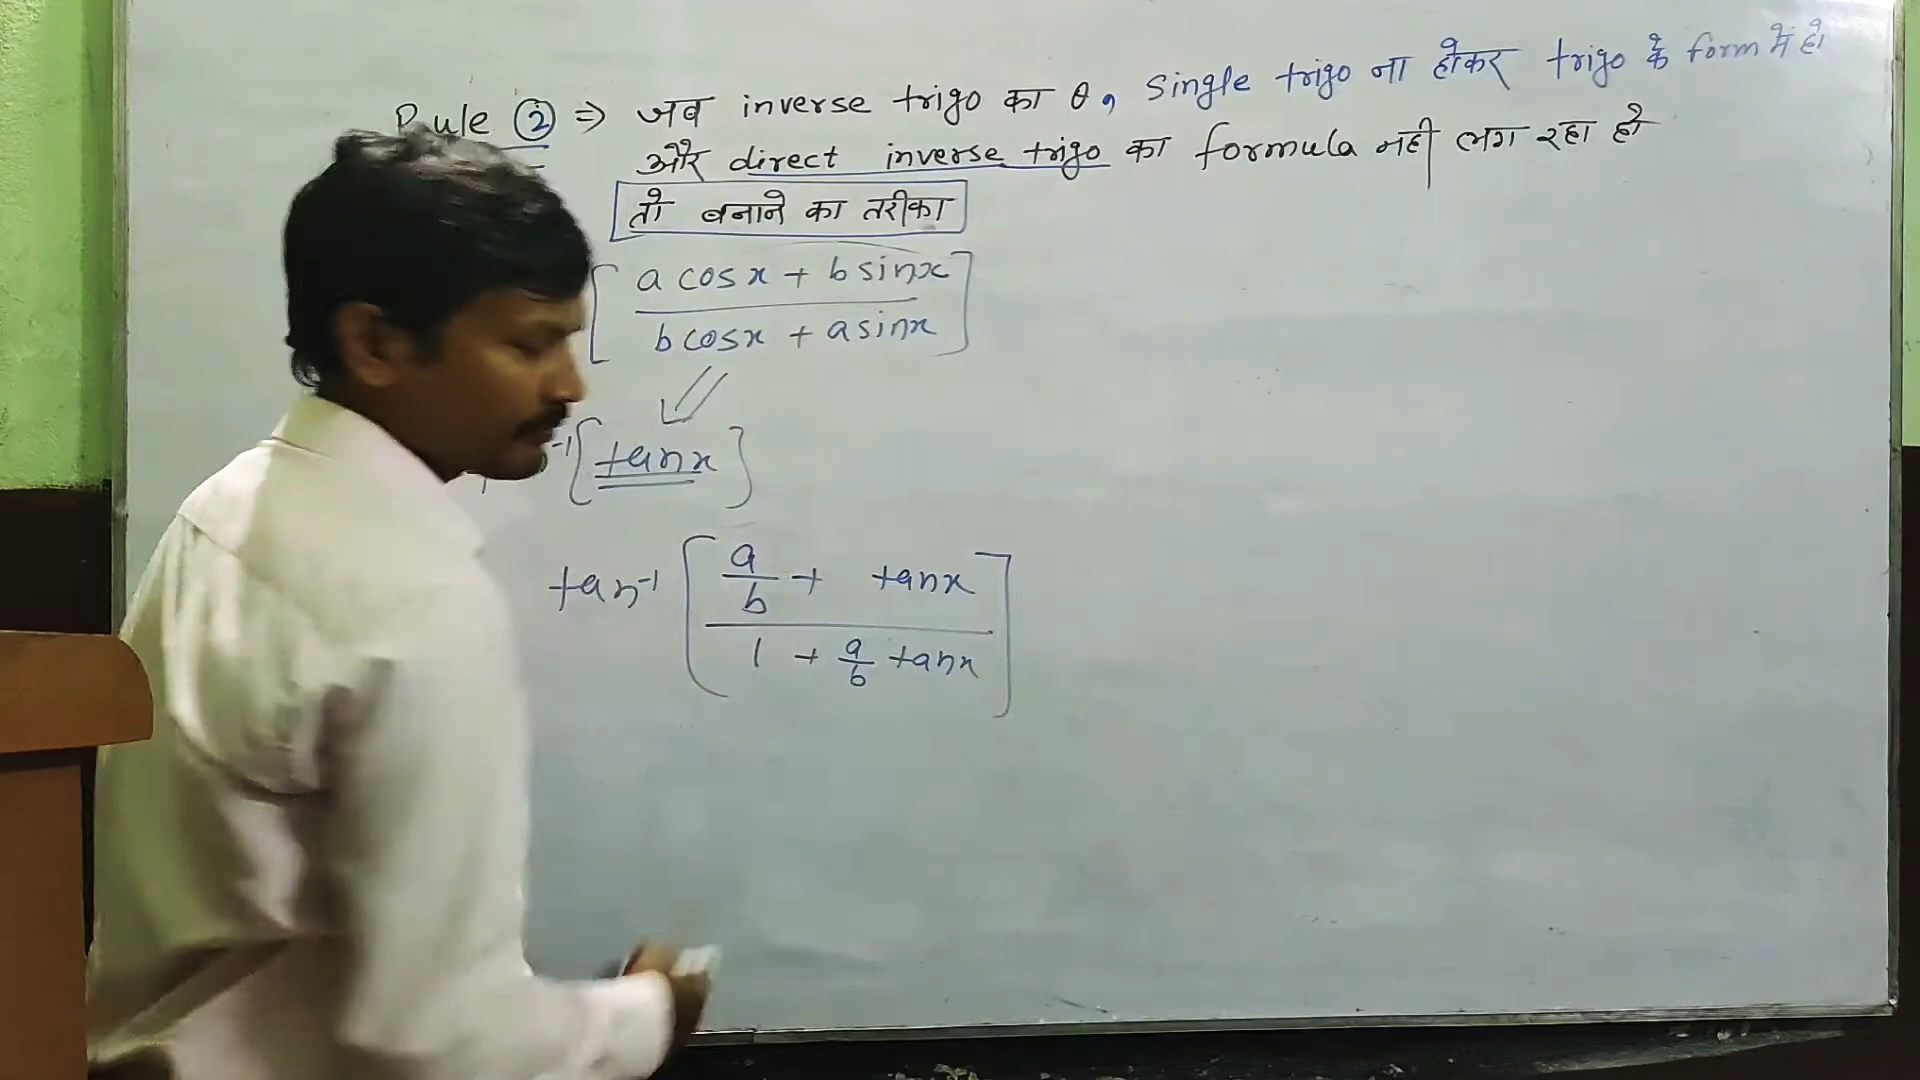 Rule ② ⇒ जब inverse trigo का θ, single trigo ना होकर trigo के form में हो
और direct inverse trigo का formula नहीं लग रहा हो
तो बनाने का तरीका
[ a cosx + b sinx
b cosx + a sinx ]
⁻¹[ tanx ]
tan⁻¹ [ a/b + tanx
1 + a/b tanx ]